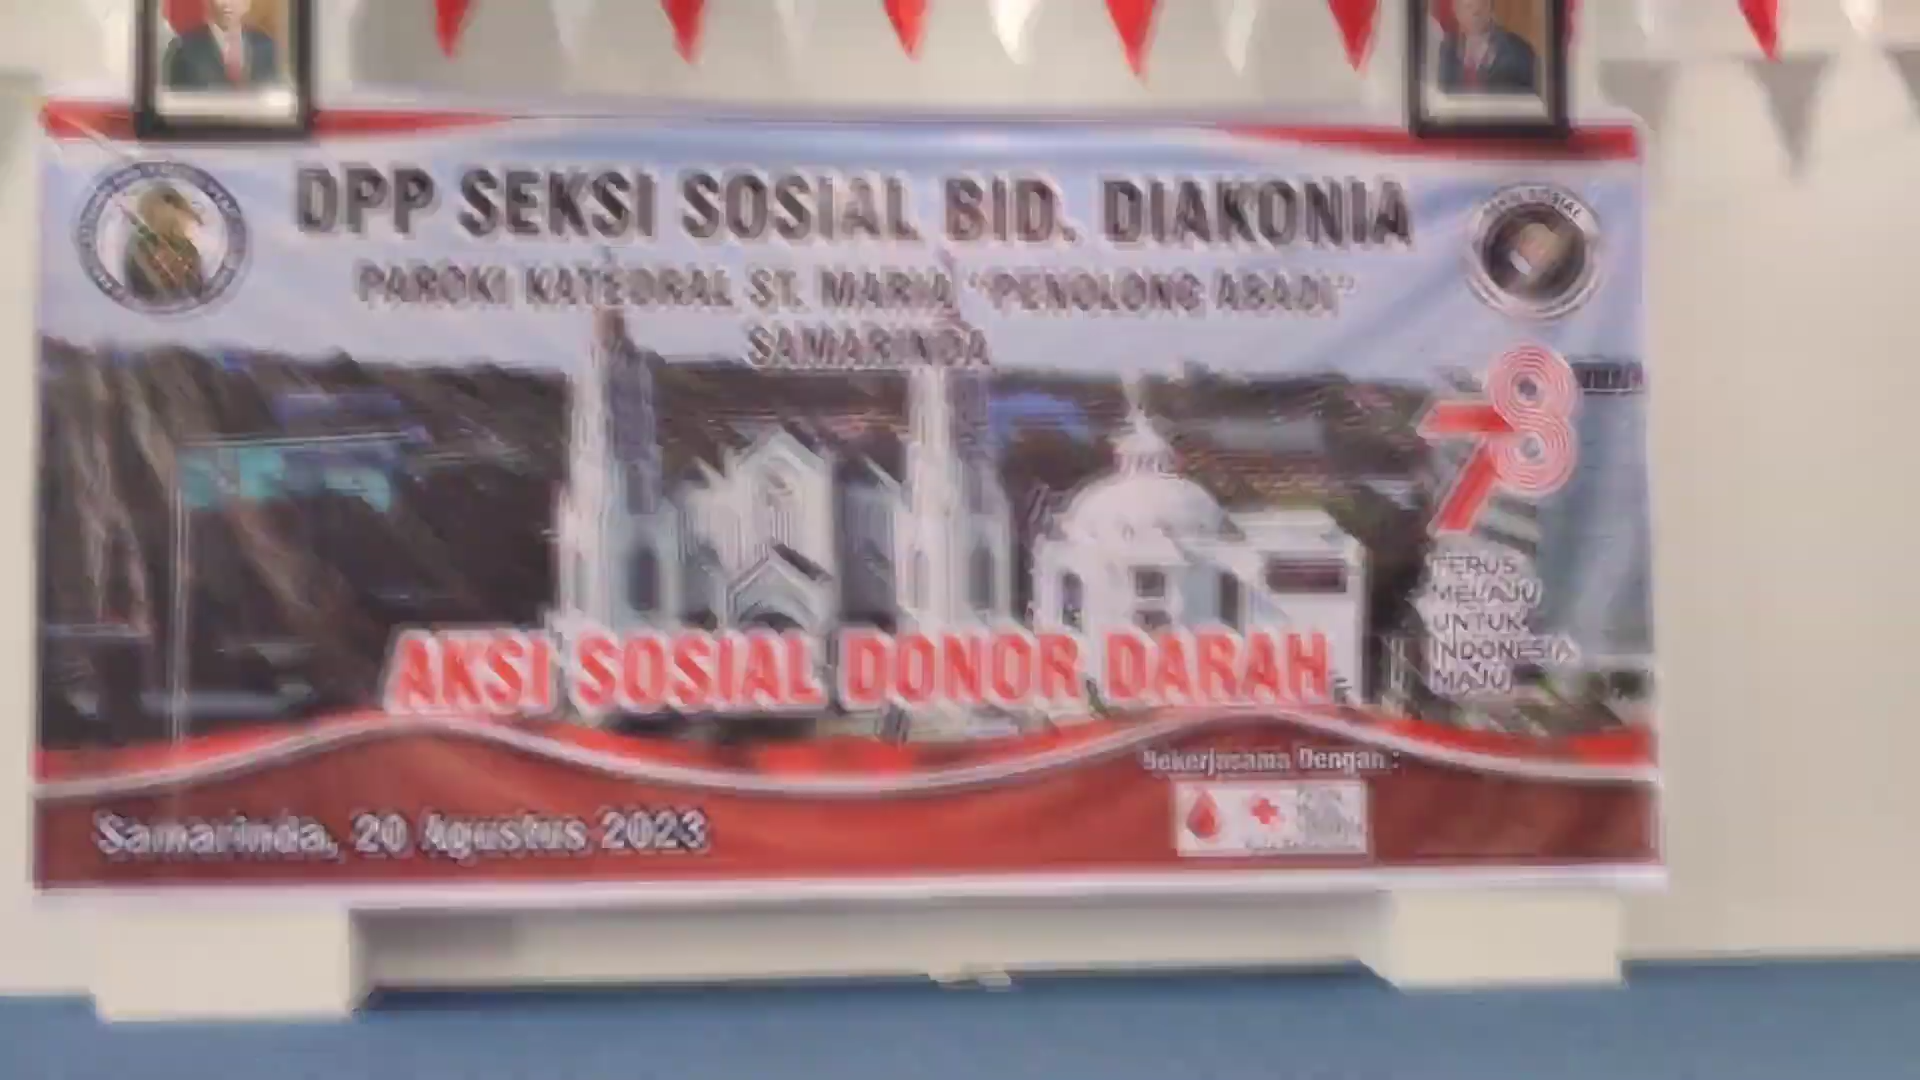 DPP SEKSI SOSIAL BID. DIAKONIA
PAROKI KATEDRAL ST. MARIA "PENOLONG ABADI"
SAMARINDA
78
TERUS
MELAJU
UNTUK
INDONESIA
MAJU
AKSI SOSIAL DONOR DARAH
Bekerjasama Dengan :
Samarinda, 20 Agustus 2023